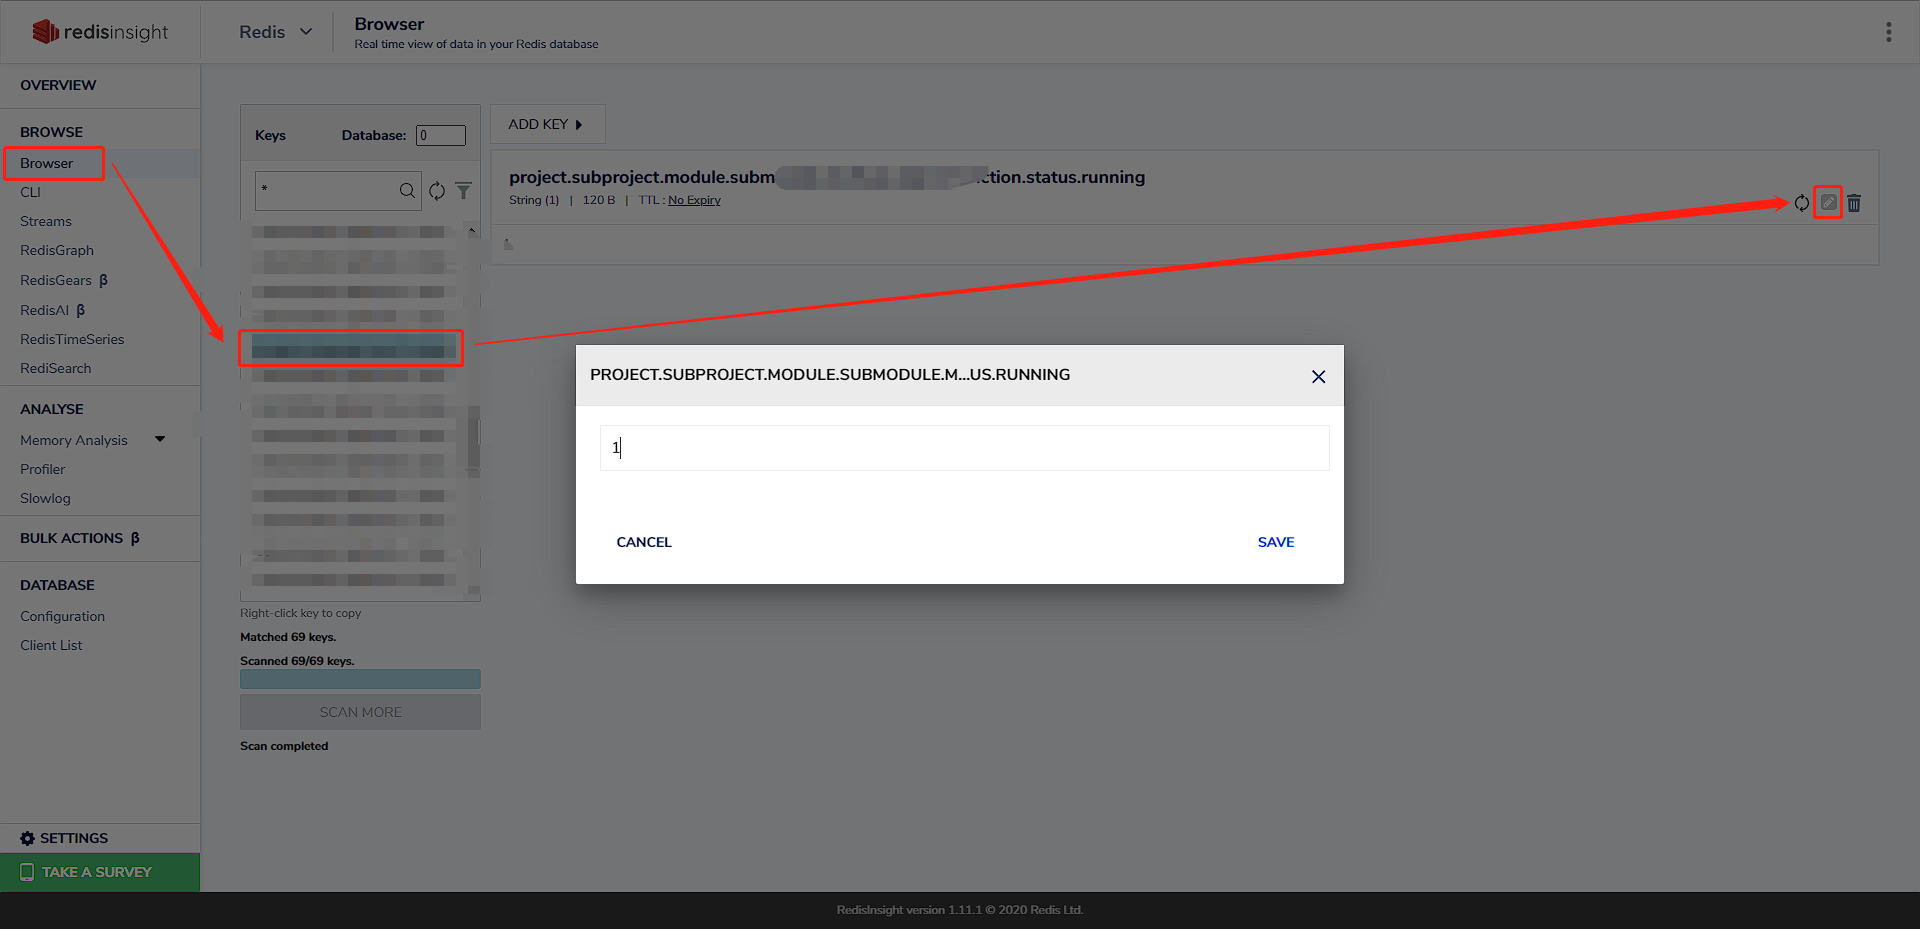 redisinsight
Redis
Browser
Real time view of data in your Redis database
OVERVIEW
BROWSE
Browser
CLI
Streams
RedisGraph
RedisGears β
RedisAI β
RedisTimeSeries
RediSearch
ANALYSE
Memory Analysis
Profiler
Slowlog
BULK ACTIONS β
DATABASE
Configuration
Client List
SETTINGS
TAKE A SURVEY
Keys Database: 0
*
Right-click key to copy
Matched 69 keys.
Scanned 69/69 keys.
SCAN MORE
Scan completed
ADD KEY
project.subproject.module.subm ction.status.running
String (1) | 120 B | TTL : No Expiry
PROJECT.SUBPROJECT.MODULE.SUBMODULE.M...US.RUNNING
1
CANCEL
SAVE
RedisInsight version 1.11.1 © 2020 Redis Ltd.